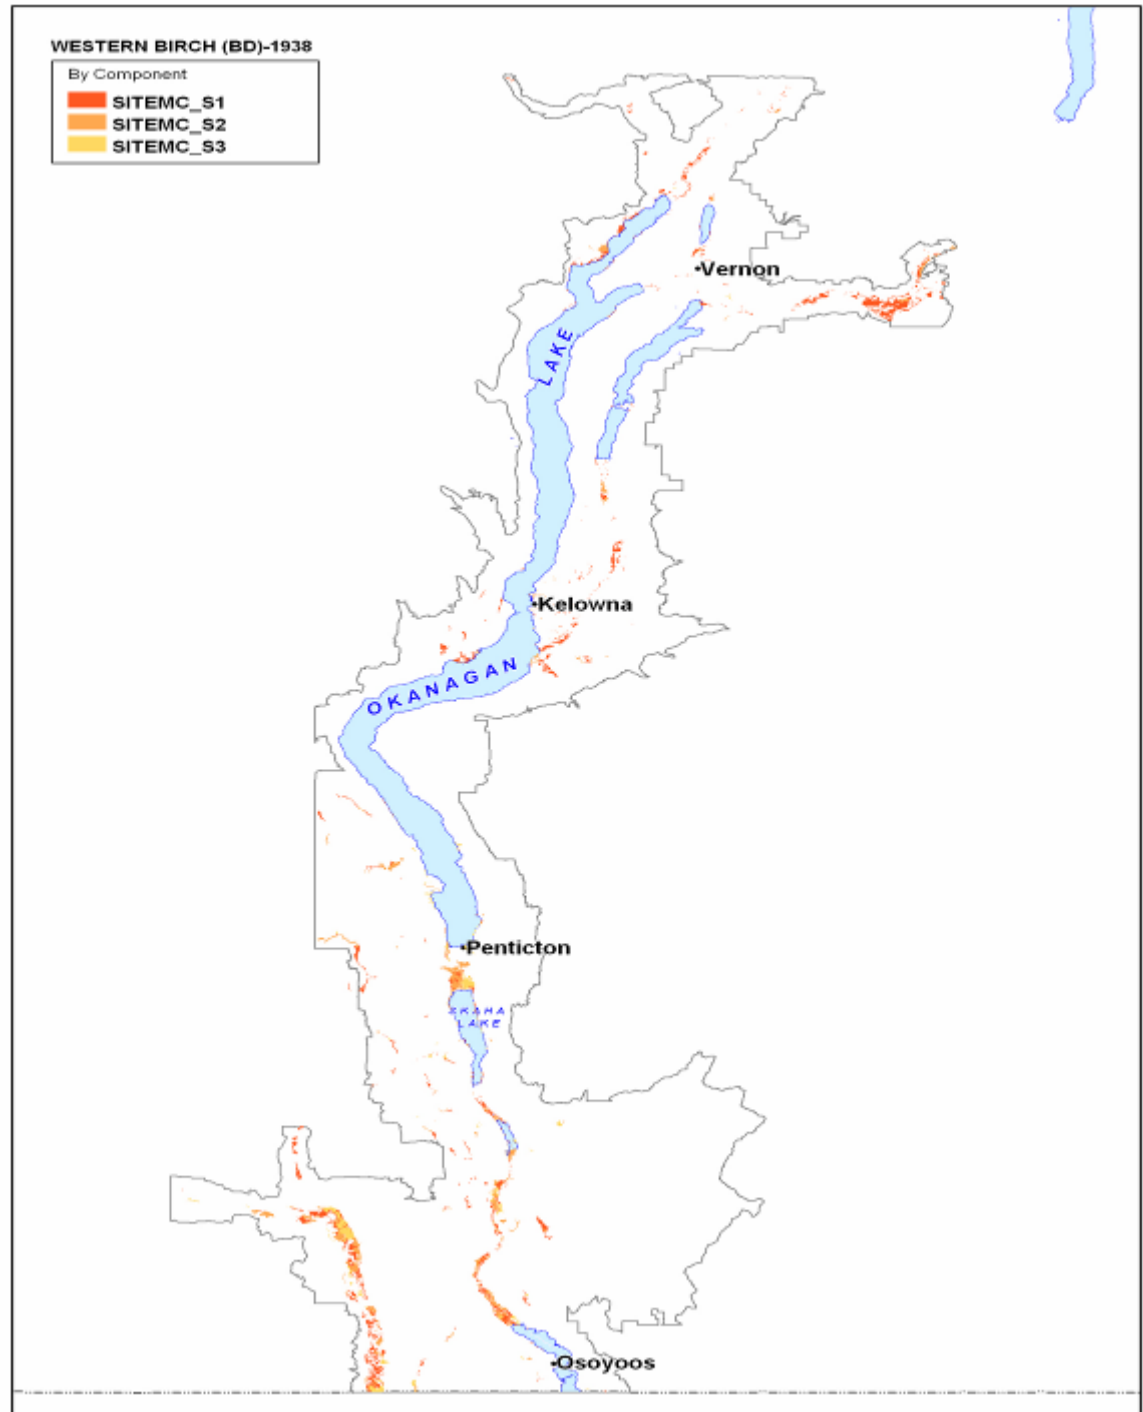 WESTERN BIRCH (BD)-1938
By Component
SITEMC_S1
SITEMC_S2
SITEMC_S3
Vernon
LAKE
Kelowna
OKANAGAN
Penticton
SKAHA
LAKE
Osoyoos